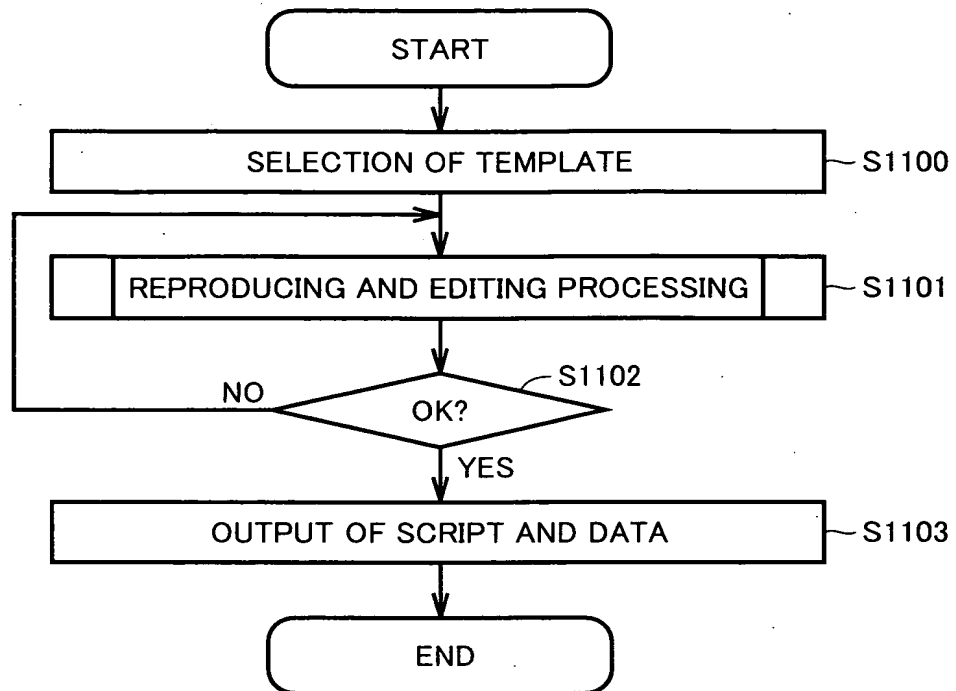 START
SELECTION OF TEMPLATE
S1100
REPRODUCING AND EDITING PROCESSING
S1101
S1102
NO
OK?
YES
OUTPUT OF SCRIPT AND DATA
S1103
END